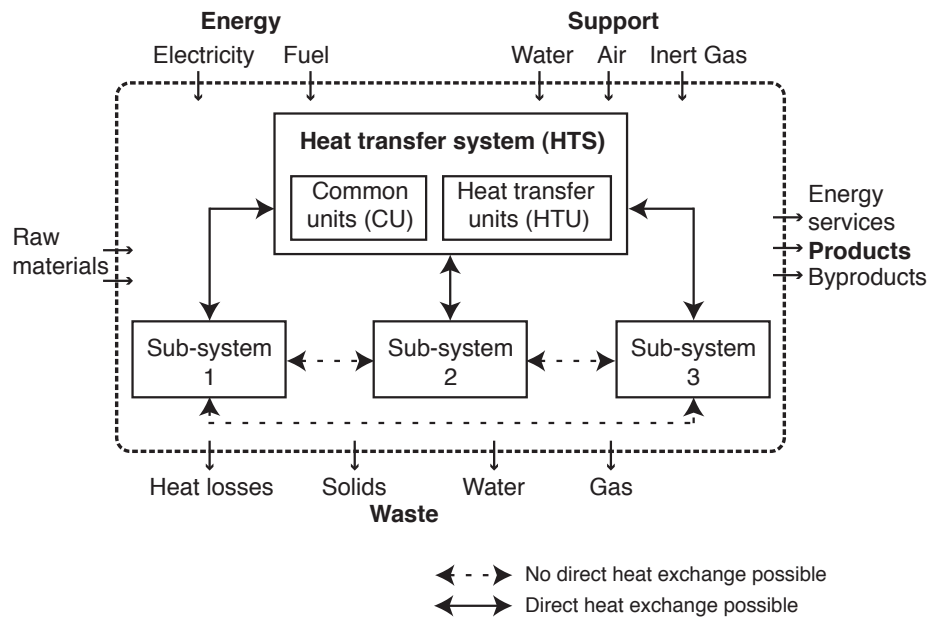 Energy
Support
Electricity
Fuel
Water
Air
Inert Gas
Heat transfer system (HTS)
Common
units (CU)
Heat transfer
units (HTU)
Raw
materials
Energy
services
Products
Byproducts
Sub-system
1
Sub-system
2
Sub-system
3
Heat losses
Solids
Water
Gas
Waste
No direct heat exchange possible
Direct heat exchange possible